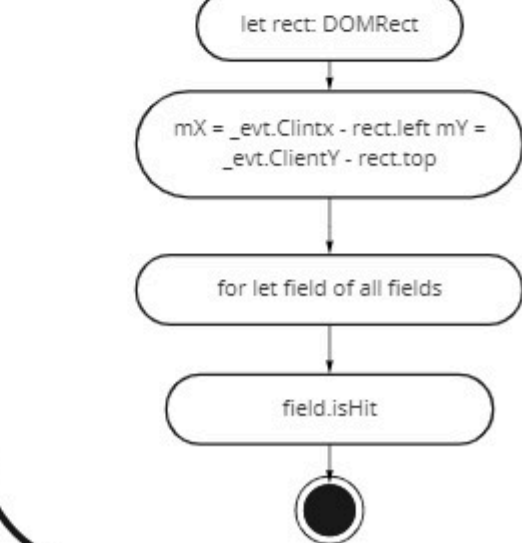 let rect: DOMRect
mX = _evt.Clintx - rect.left mY =
_evt.ClientY - rect.top
for let field of all fields
field.isHit